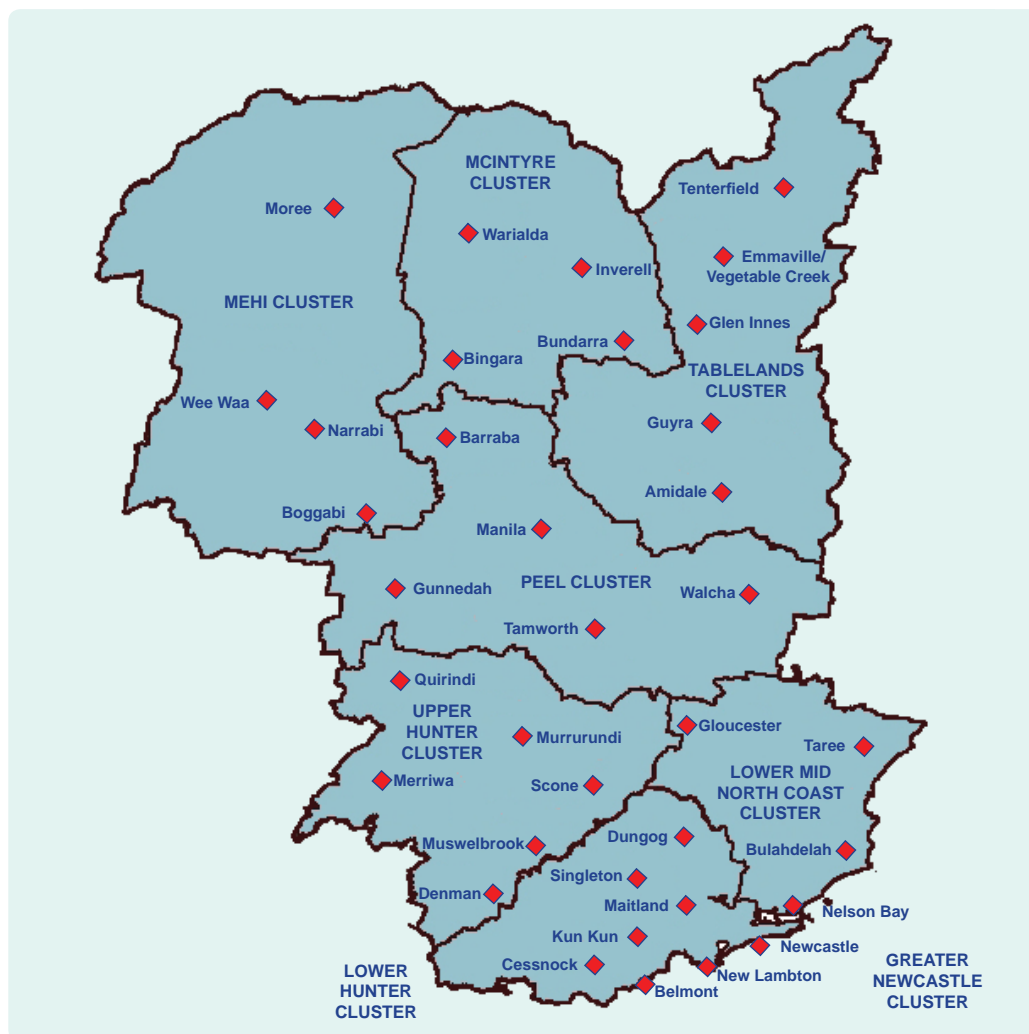 MCINTYRE
CLUSTER
Tenterfield
Moree
Warialda
Emmaville/
Vegetable Creek
Inverell
MEHI CLUSTER
Glen Innes
Bundarra
Bingara
TABLELANDS
CLUSTER
Wee Waa
Narrabi
Barraba
Guyra
Amidale
Boggabi
Manila
PEEL CLUSTER
Gunnedah
Walcha
Tamworth
Quirindi
UPPER
HUNTER
CLUSTER
Murrurundi
Gloucester
Taree
Merriwa
Scone
LOWER MID
NORTH COAST
CLUSTER
Dungog
Muswelbrook
Bulahdelah
Singleton
Denman
Maitland
Nelson Bay
Kun Kun
Newcastle
Cessnock
New Lambton
Belmont
LOWER
HUNTER
CLUSTER
GREATER
NEWCASTLE
CLUSTER